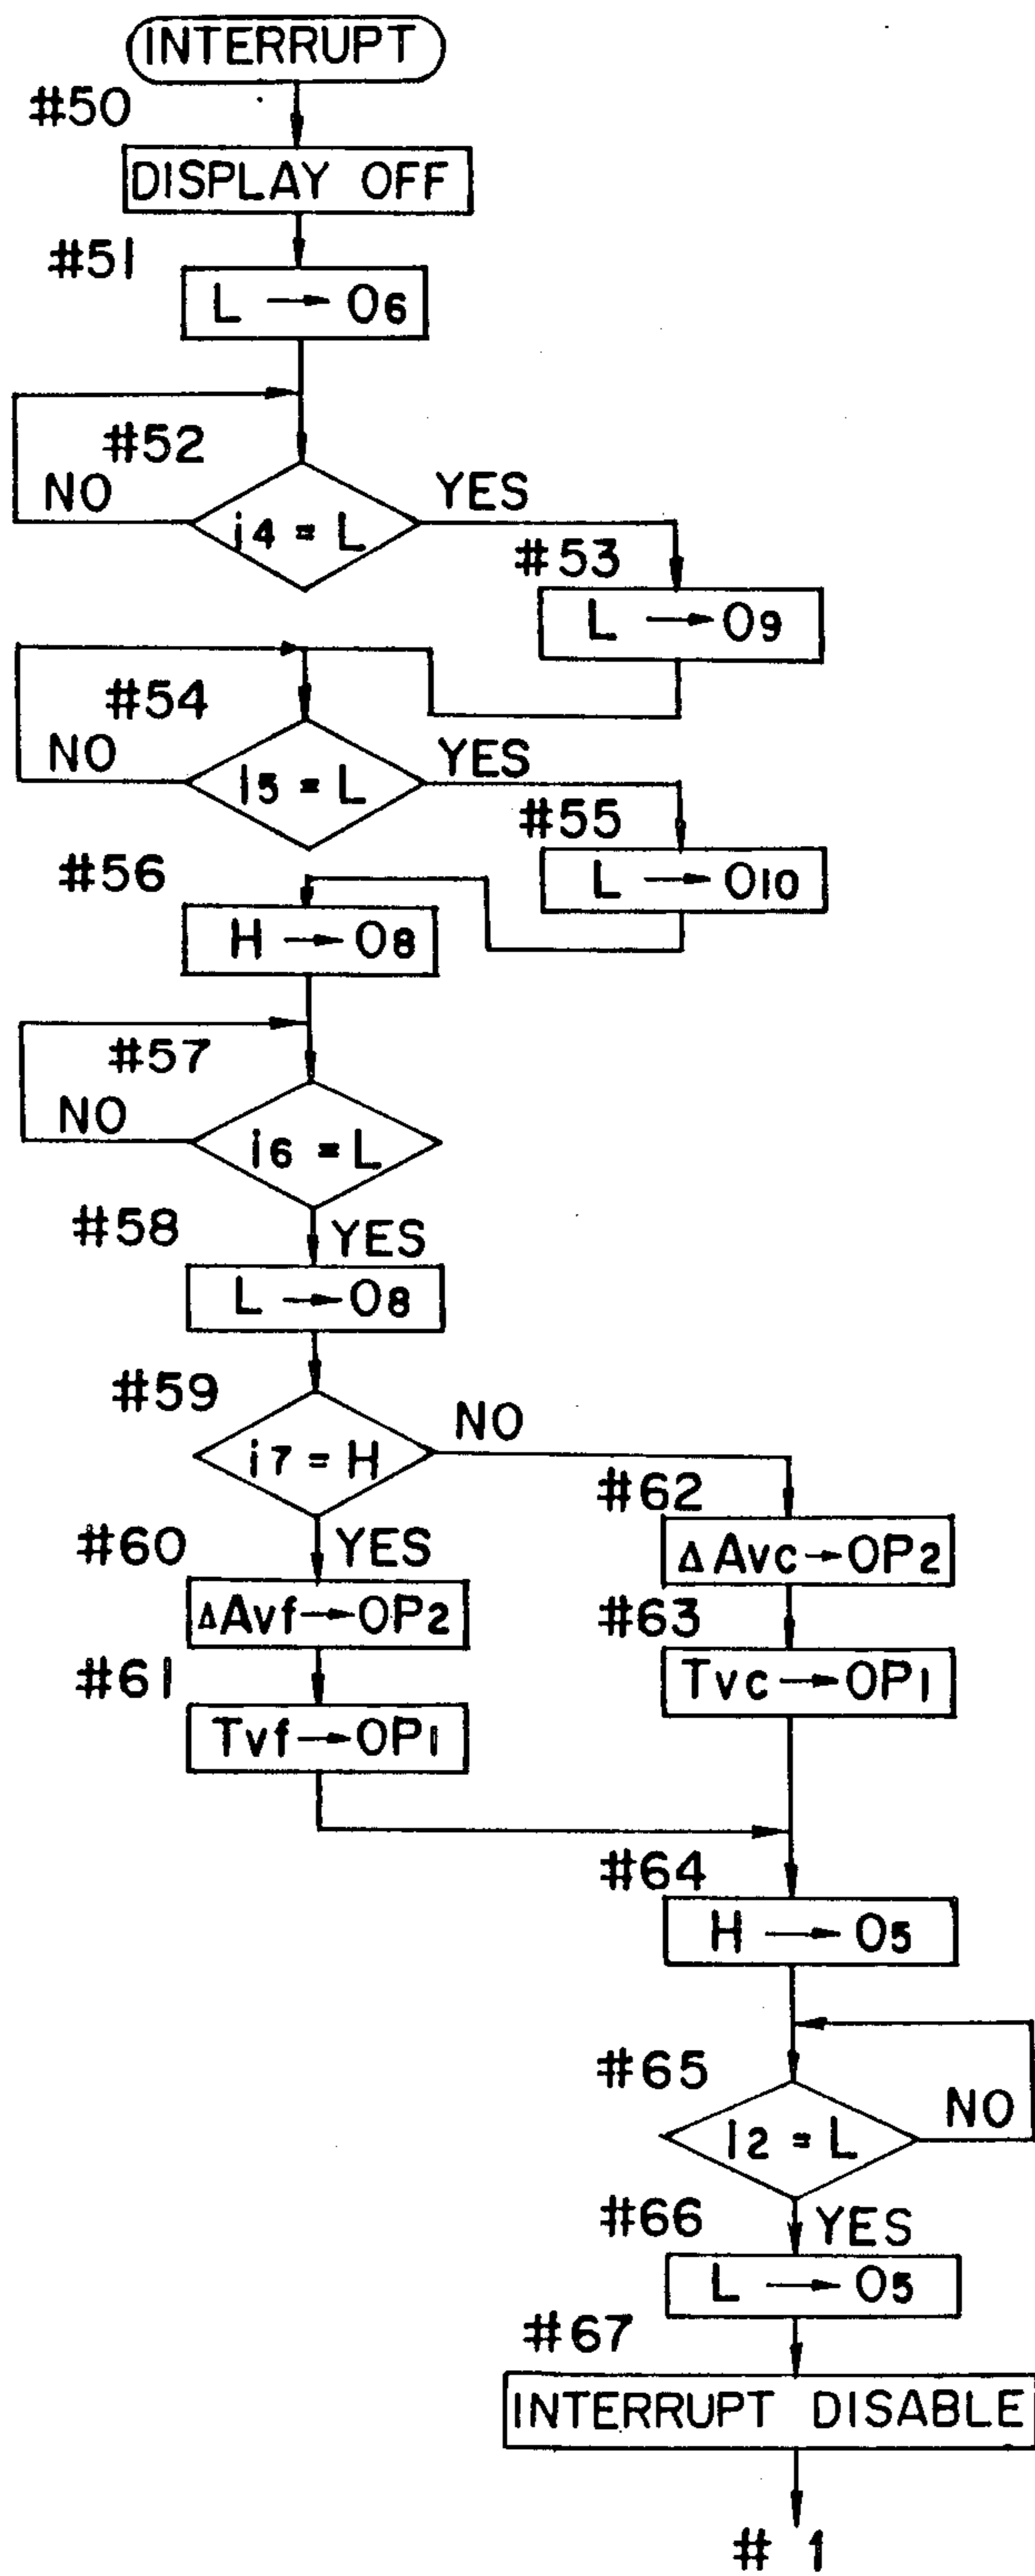 INTERRUPT
#50
DISPLAY OFF
#51
L → O6
#52
NO
i4 = L
YES
#53
L → O9
#54
NO
i5 = L
YES
#55
L → O10
#56
H → O8
#57
NO
i6 = L
#58
YES
L → O8
#59
i7 = H
NO
#60
YES
ΔAvf → OP2
#61
Tvf → OP1
#62
ΔAvc → OP2
#63
Tvc → OP1
#64
H → O5
#65
i2 = L
NO
#66
YES
L → O5
#67
INTERRUPT DISABLE
# 1